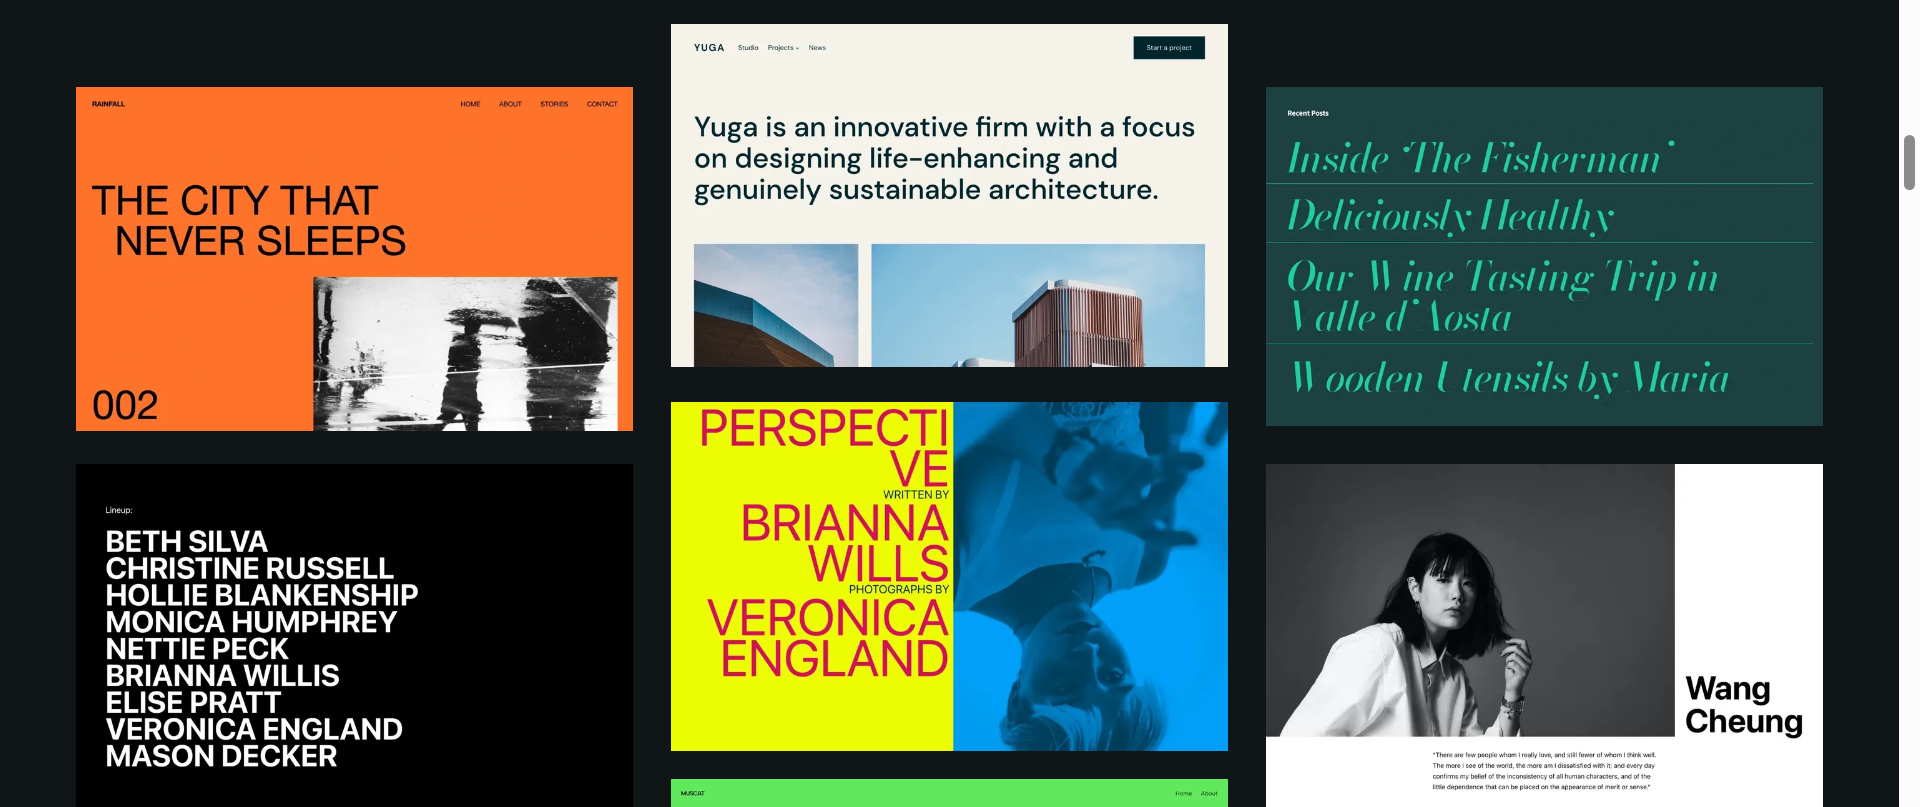 RAINFALL
HOME ABOUT STORIES CONTACT
THE CITY THAT
NEVER SLEEPS
002
Lineup:
BETH SILVA
CHRISTINE RUSSELL
HOLLIE BLANKENSHIP
MONICA HUMPHREY
NETTIE PECK
BRIANNA WILLIS
ELISE PRATT
VERONICA ENGLAND
MASON DECKER
YUGA Studio Projects News
Start a project
Yuga is an innovative firm with a focus
on designing life-enhancing and
genuinely sustainable architecture.
PERSPECTI
VE
WRITTEN BY
BRIANNA
WILLS
PHOTOGRAPHS BY
VERONICA
ENGLAND
MUSCAT
Home About
Recent Posts
Inside ‘The Fisherman’
Deliciously Healthy
Our Wine Tasting Trip in
Valle d’Aosta
Wooden Utensils by Maria
Wang
Cheung
“There are few people whom I really love, and still fewer of whom I think well.
The more I see of the world, the more am I dissatisfied with it; and every day
confirms my belief of the inconsistency of all human characters, and of the
little dependence that can be placed on the appearance of merit or sense.”